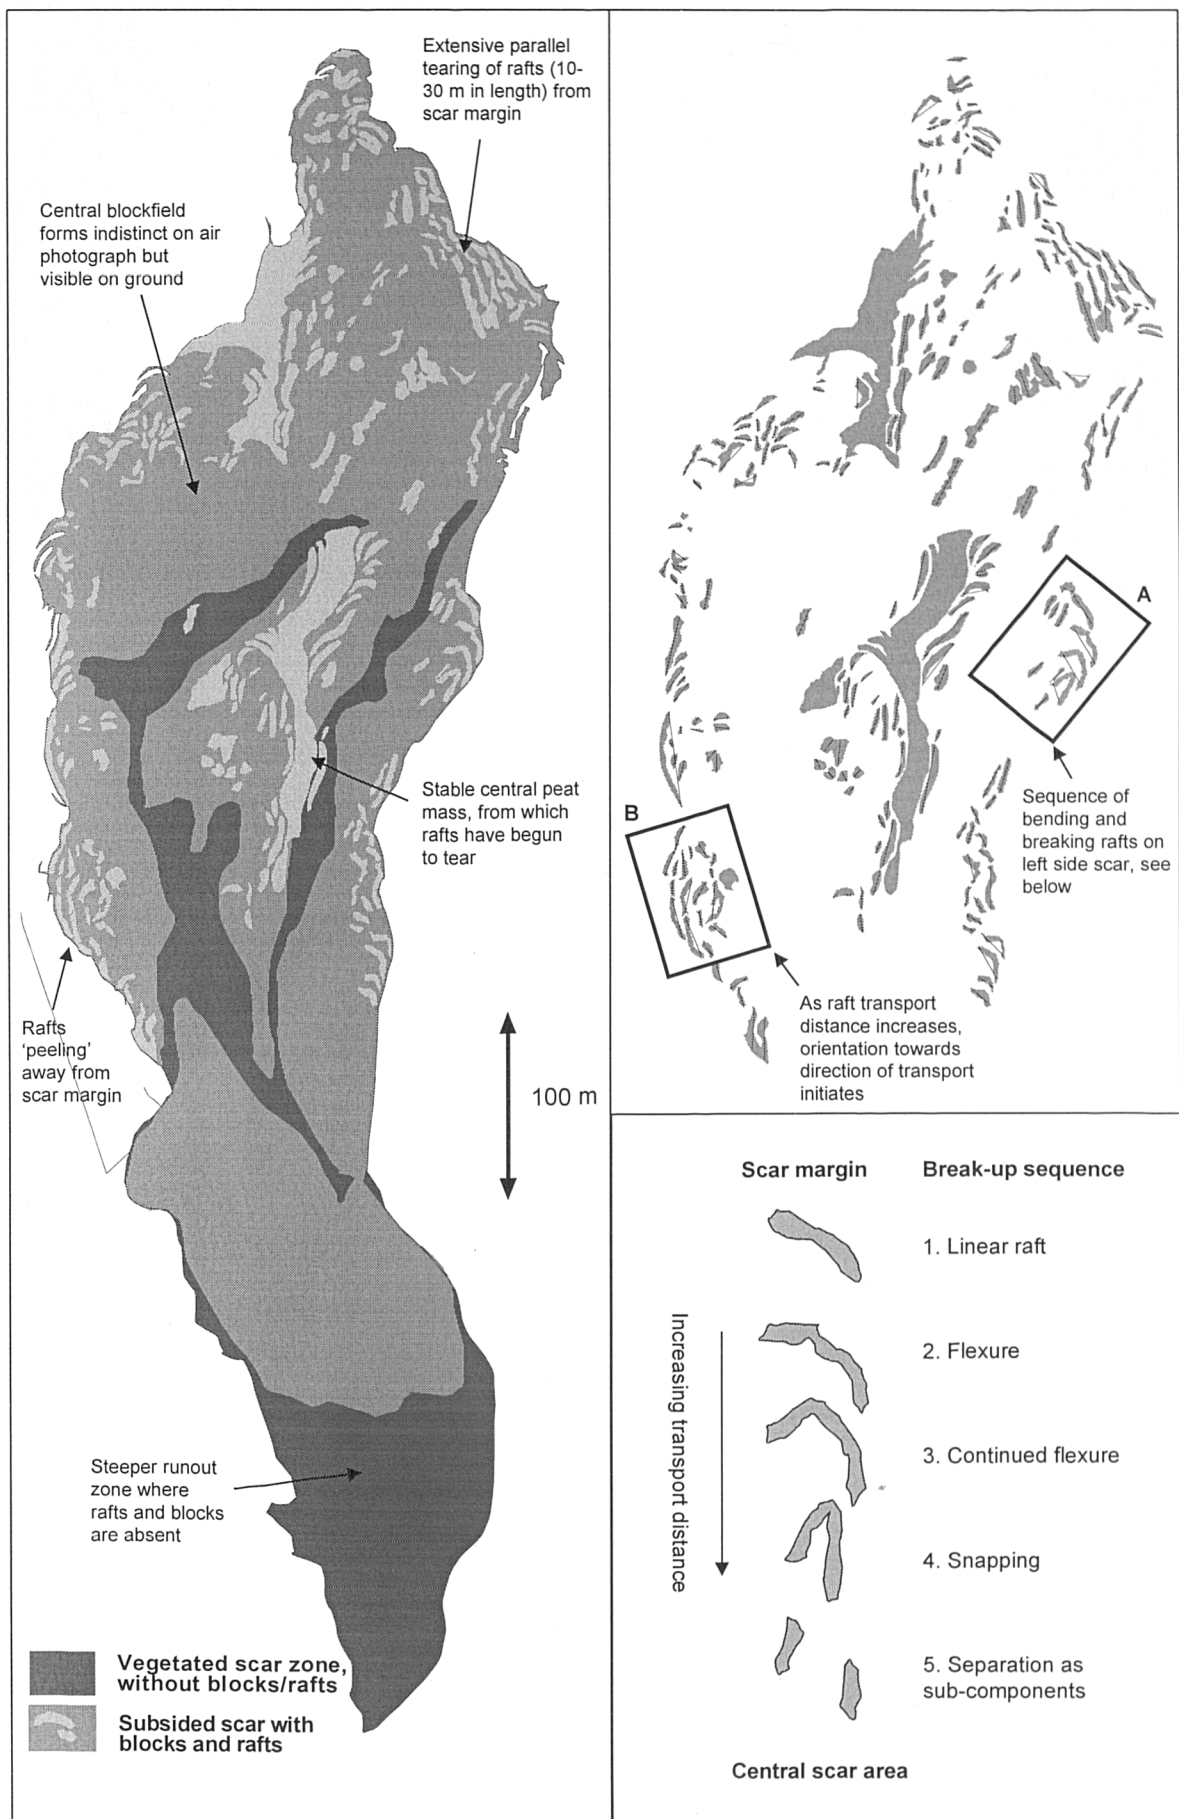 Extensive parallel
tearing of rafts (10-
30 m in length) from
scar margin
Central blockfield
forms indistinct on air
photograph but
visible on ground
Stable central peat
mass, from which
rafts have begun
to tear
Rafts
‘peeling’
away from
scar margin
100 m
Steeper runout
zone where
rafts and blocks
are absent
Vegetated scar zone,
without blocks/rafts
Subsided scar with
blocks and rafts
A
Sequence of
bending and
breaking rafts on
left side scar, see
below
B
As raft transport
distance increases,
orientation towards
direction of transport
initiates
Scar margin
Break-up sequence
1. Linear raft
2. Flexure
3. Continued flexure
4. Snapping
5. Separation as
sub-components
Increasing transport distance
Central scar area